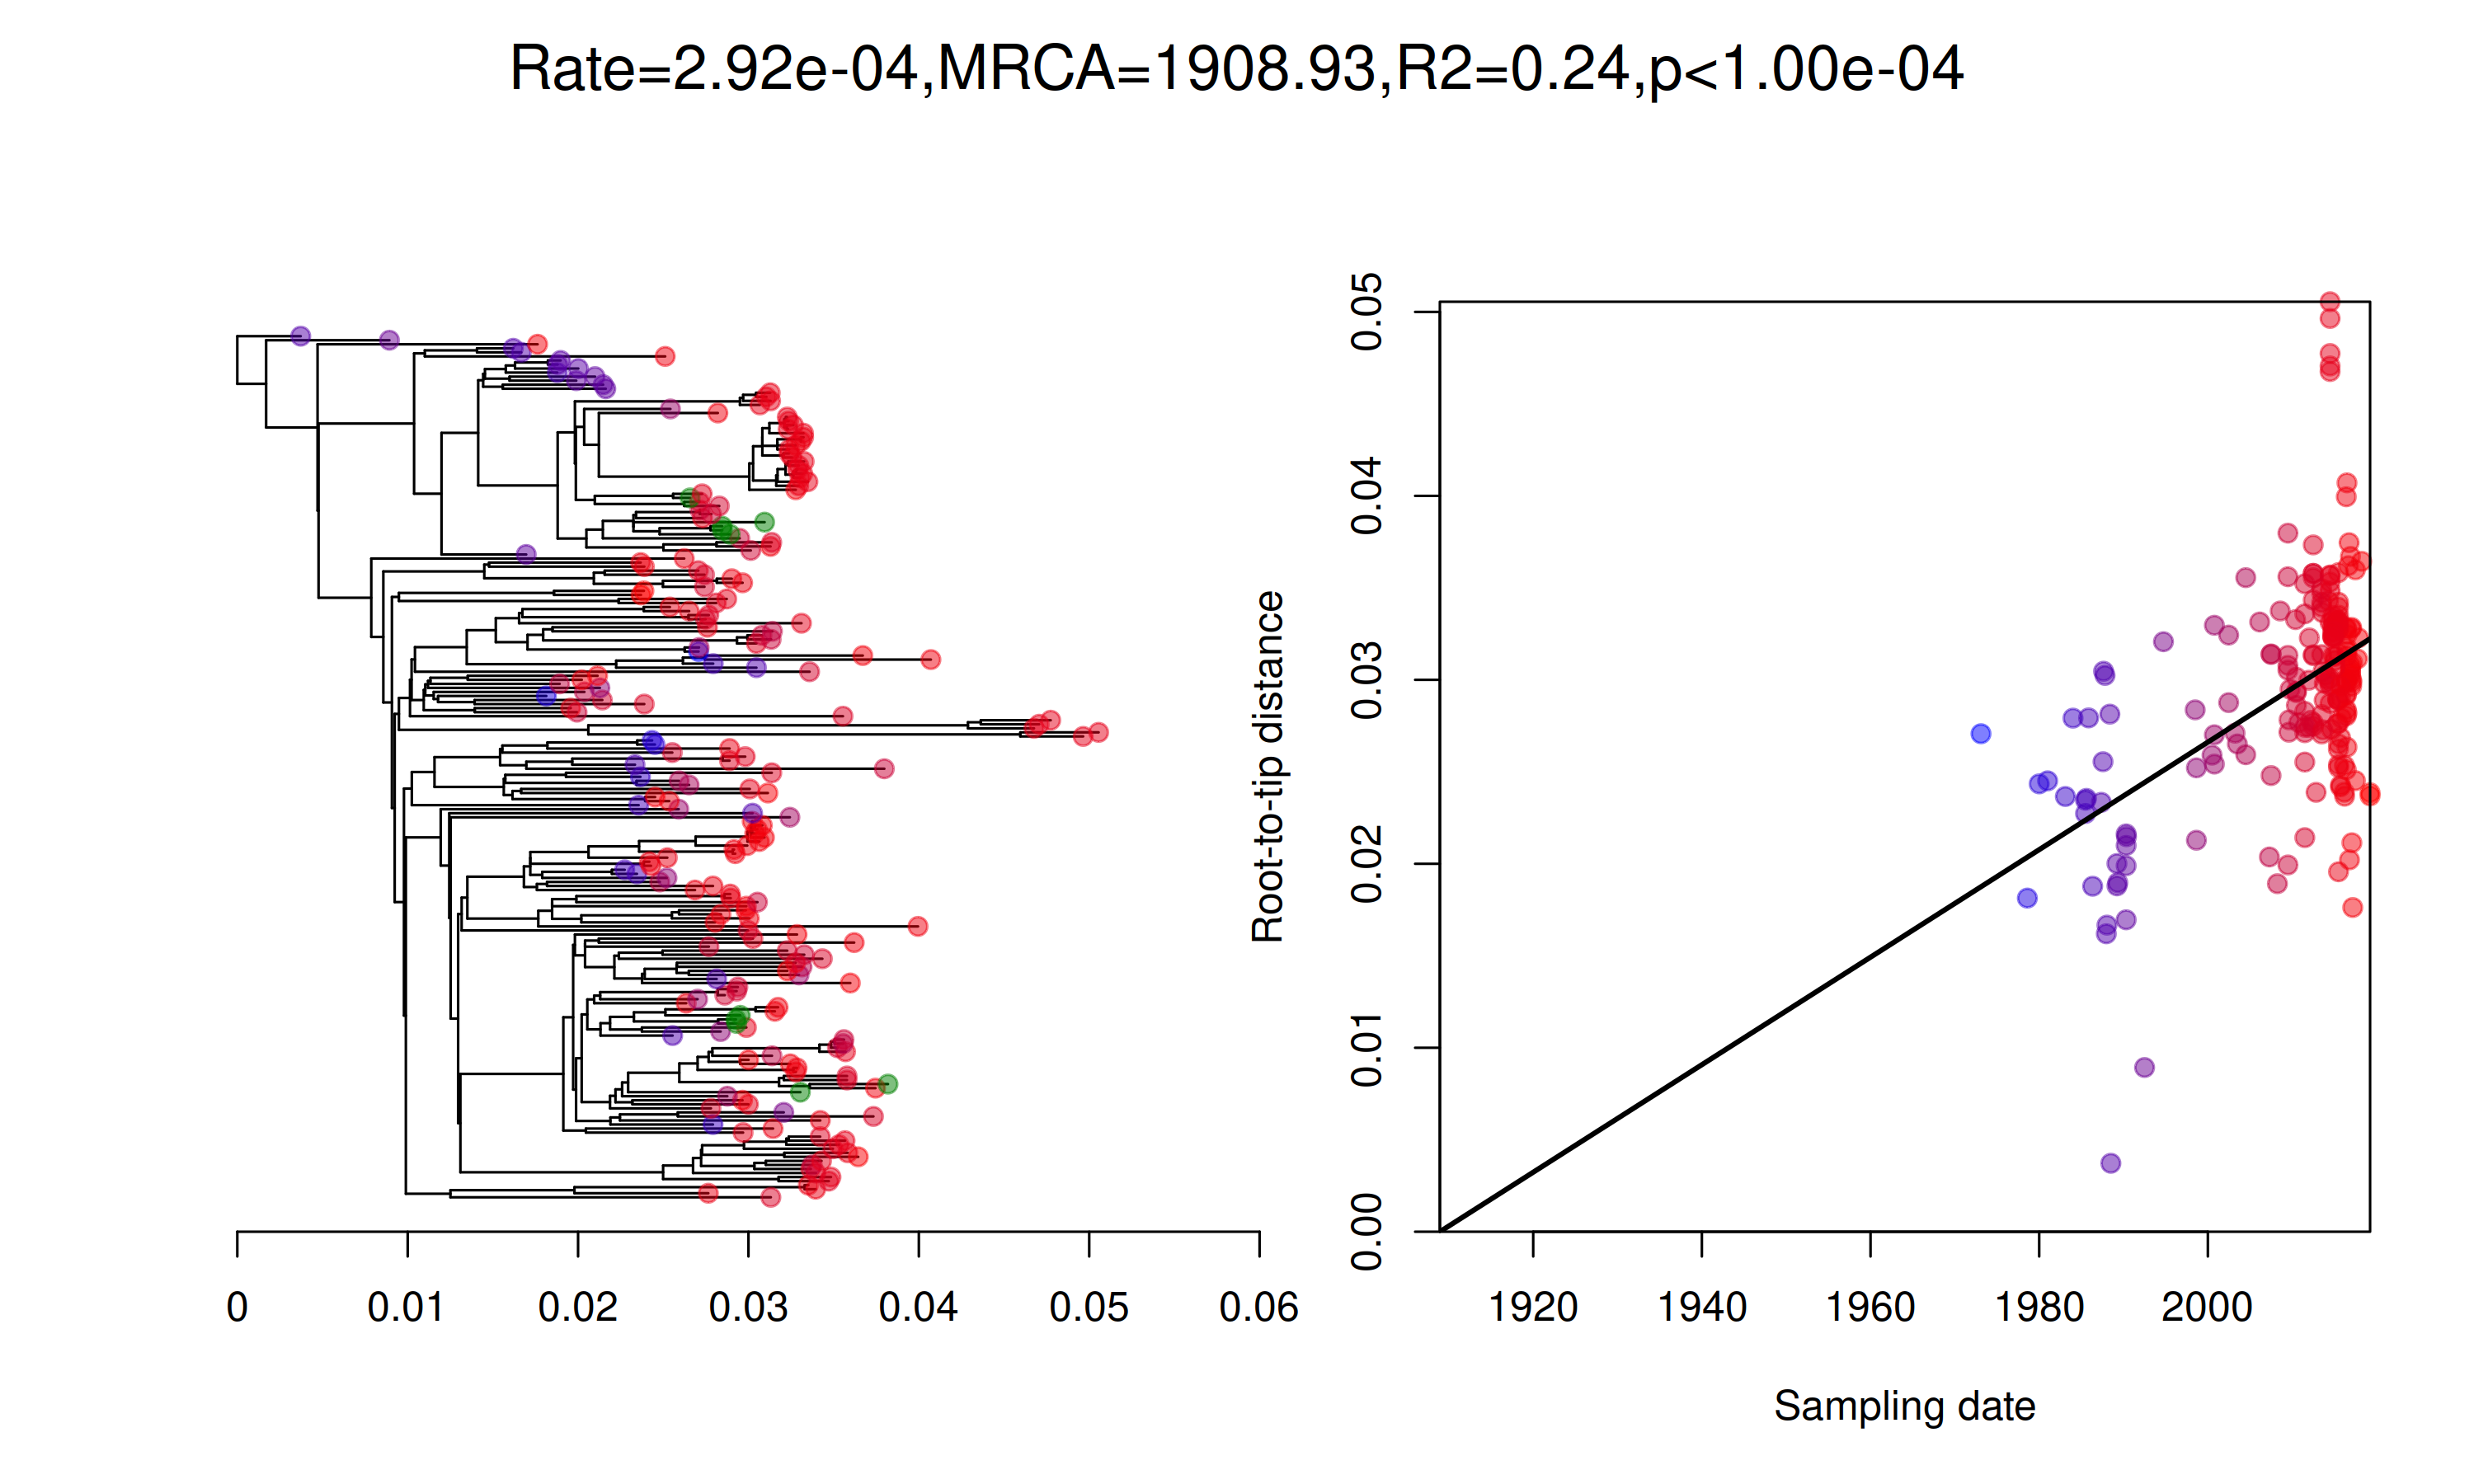 Rate=2.92e-04,MRCA=1908.93,R2=0.24,p<1.00e-04
0 0.01 0.02 0.03 0.04 0.05 0.06
Root-to-tip distance
0.00 0.01 0.02 0.03 0.04 0.05
1920 1940 1960 1980 2000
Sampling date